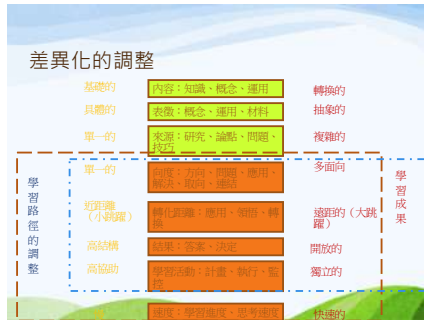 差異化的調整
基礎的
內容：知識、概念、運用
轉換的
具體的
表徵：概念、運用、材料
抽象的
單一的
來源：研究、論點、問題、
技巧
複雜的
單一的
向度：方向、問題、應用、
解決、取向、連結
多面向
近距離
（小跳躍）
轉化距離：應用、領悟、轉
換
遠距的（大跳
躍）
高結構
結果：答案、決定
開放的
高協助
學習活動：計畫、執行、監
控
獨立的
速度：學習進度、思考速度
快速的
學習路徑的調整
學習成果